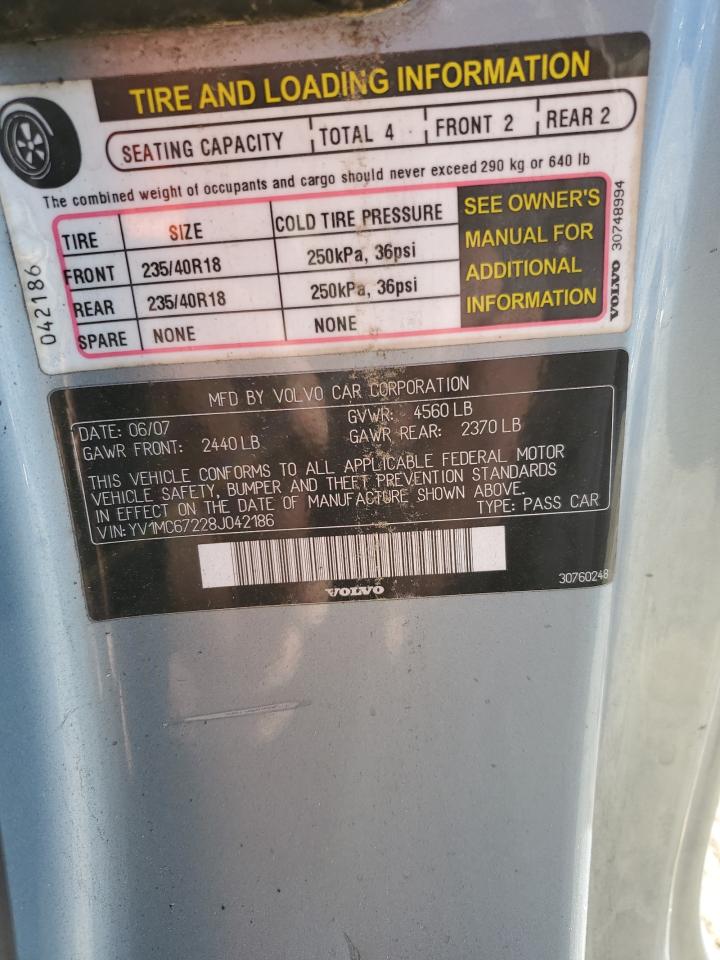 TIRE AND LOADING INFORMATION
SEATING CAPACITY TOTAL 4 FRONT 2 REAR 2
The combined weight of occupants and cargo should never exceed 290 kg or 640 lb
TIRE SIZE COLD TIRE PRESSURE
FRONT 235/40R18 250kPa, 36psi
REAR 235/40R18 250kPa, 36psi
SPARE NONE NONE
SEE OWNER'S
MANUAL FOR
ADDITIONAL
INFORMATION
VOLVO 30748994
042186
MFD BY VOLVO CAR CORPORATION
DATE: 06/07 GVWR: 4560 LB
GAWR FRONT: 2440 LB GAWR REAR: 2370 LB
THIS VEHICLE CONFORMS TO ALL APPLICABLE FEDERAL MOTOR
VEHICLE SAFETY, BUMPER AND THEFT PREVENTION STANDARDS
IN EFFECT ON THE DATE OF MANUFACTURE SHOWN ABOVE.
VIN: YV1MC67228J042186 TYPE: PASS CAR
VOLVO
30760248